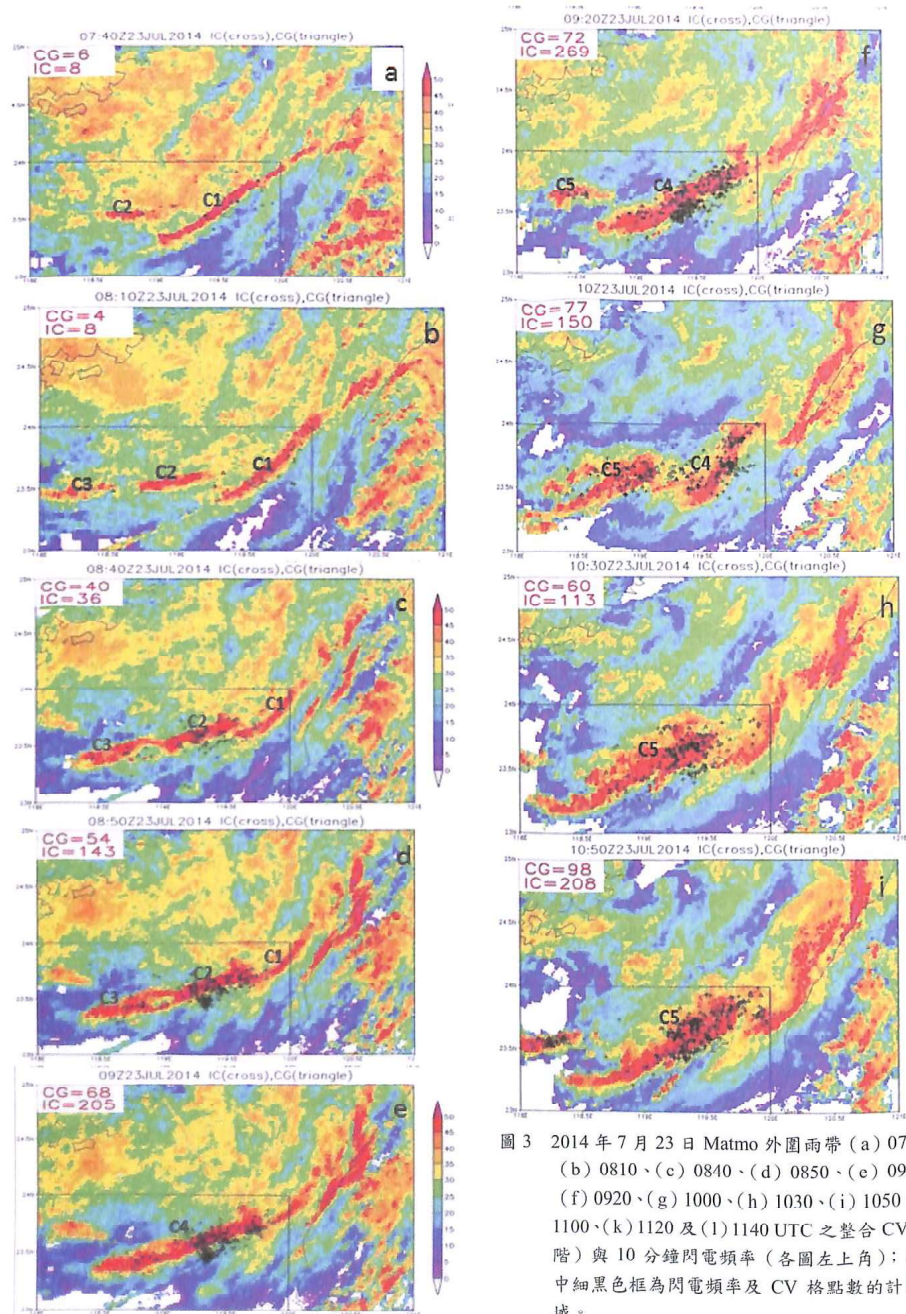 07:40Z23JUL2014 IC(cross),CG(triangle)
CG=6
IC=8
a
C2
C1
08:10Z23JUL2014 IC(cross),CG(triangle)
CG=4
IC=8
b
C3
C2
C1
08:40Z23JUL2014 IC(cross),CG(triangle)
CG=40
IC=36
c
C3
C2
C1
08:50Z23JUL2014 IC(cross),CG(triangle)
CG=54
IC=143
d
C3
C2
C1
09Z23JUL2014 IC(cross),CG(triangle)
CG=68
IC=205
e
C4
09:20Z23JUL2014 IC(cross),CG(triangle)
CG=72
IC=269
f
C5
C4
10Z23JUL2014 IC(cross),CG(triangle)
CG=77
IC=150
g
C5
C4
10:30Z23JUL2014 IC(cross),CG(triangle)
CG=60
IC=113
h
C5
10:50Z23JUL2014 IC(cross),CG(triangle)
CG=98
IC=208
i
C5
圖 3 2014 年 7 月 23 日 Matmo 外圍雨帶 (a) 07
(b) 0810、(c) 0840、(d) 0850、(e) 09
(f) 0920、(g) 1000、(h) 1030、(i) 1050
1100、(k) 1120 及 (l) 1140 UTC 之整合 CV
階)與 10 分鐘閃電頻率(各圖左上角);
中細黑色框為閃電頻率及 CV 格點數的計
域。